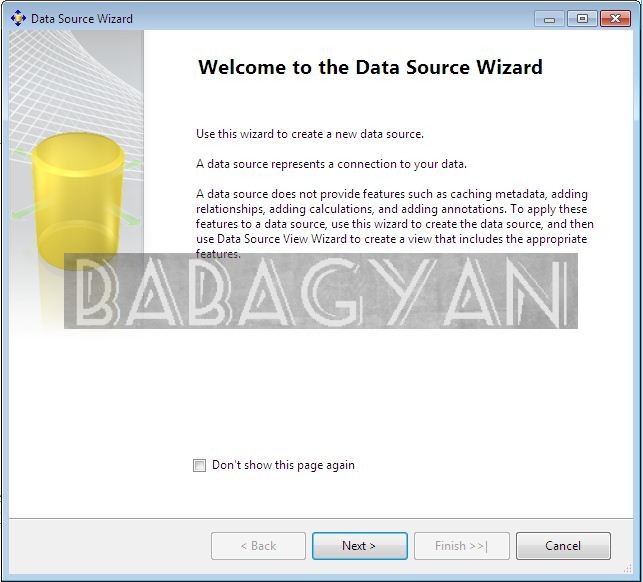 Data Source Wizard
Welcome to the Data Source Wizard
Use this wizard to create a new data source.
A data source represents a connection to your data.
A data source does not provide features such as caching metadata, adding
relationships, adding calculations, and adding annotations. To apply these
features to a data source, use this wizard to create the data source, and then
use Data Source View Wizard to create a view that includes the appropriate
features.
BABAGYAN
Don't show this page again
< Back
Next >
Finish >>|
Cancel